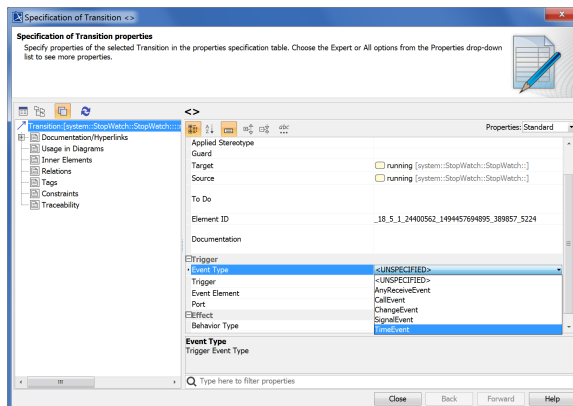 Specification of Transition <>
Specification of Transition properties
Specify properties of the selected Transition in the properties specification table. Choose the Expert or All options from the Properties drop-down
list to see more properties.
<>
Transition:[system::StopWatch::StopWatch::::
Documentation/Hyperlinks
Usage in Diagrams
Inner Elements
Relations
Tags
Constraints
Traceability
Properties: Standard
Applied Stereotype
Guard
Target running [system::StopWatch::StopWatch::]
Source running [system::StopWatch::StopWatch::]
To Do
Element ID _18_5_1_24400562_1494457694895_389857_5224
Documentation
Trigger
Event Type <UNSPECIFIED>
Trigger <UNSPECIFIED>
AnyReceiveEvent
Event Element CallEvent
Port ChangeEvent
Effect SignalEvent
Behavior Type TimeEvent
Event Type
Trigger Event Type
Type here to filter properties
Close Back Forward Help